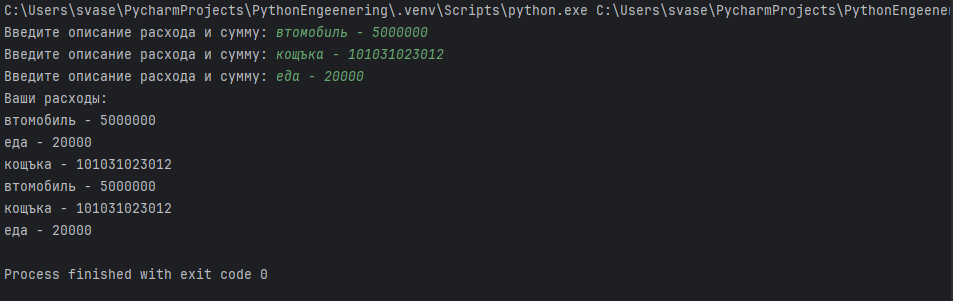 C:\Users\svase\PycharmProjects\PythonEngeenering\.venv\Scripts\python.exe C:\Users\svase\PycharmProjects\PythonEngeener
Введите описание расхода и сумму: втомобиль - 5000000
Введите описание расхода и сумму: кощъка - 101031023012
Введите описание расхода и сумму: еда - 20000
Ваши расходы:
втомобиль - 5000000
еда - 20000
кощъка - 101031023012
втомобиль - 5000000
кощъка - 101031023012
еда - 20000
Process finished with exit code 0